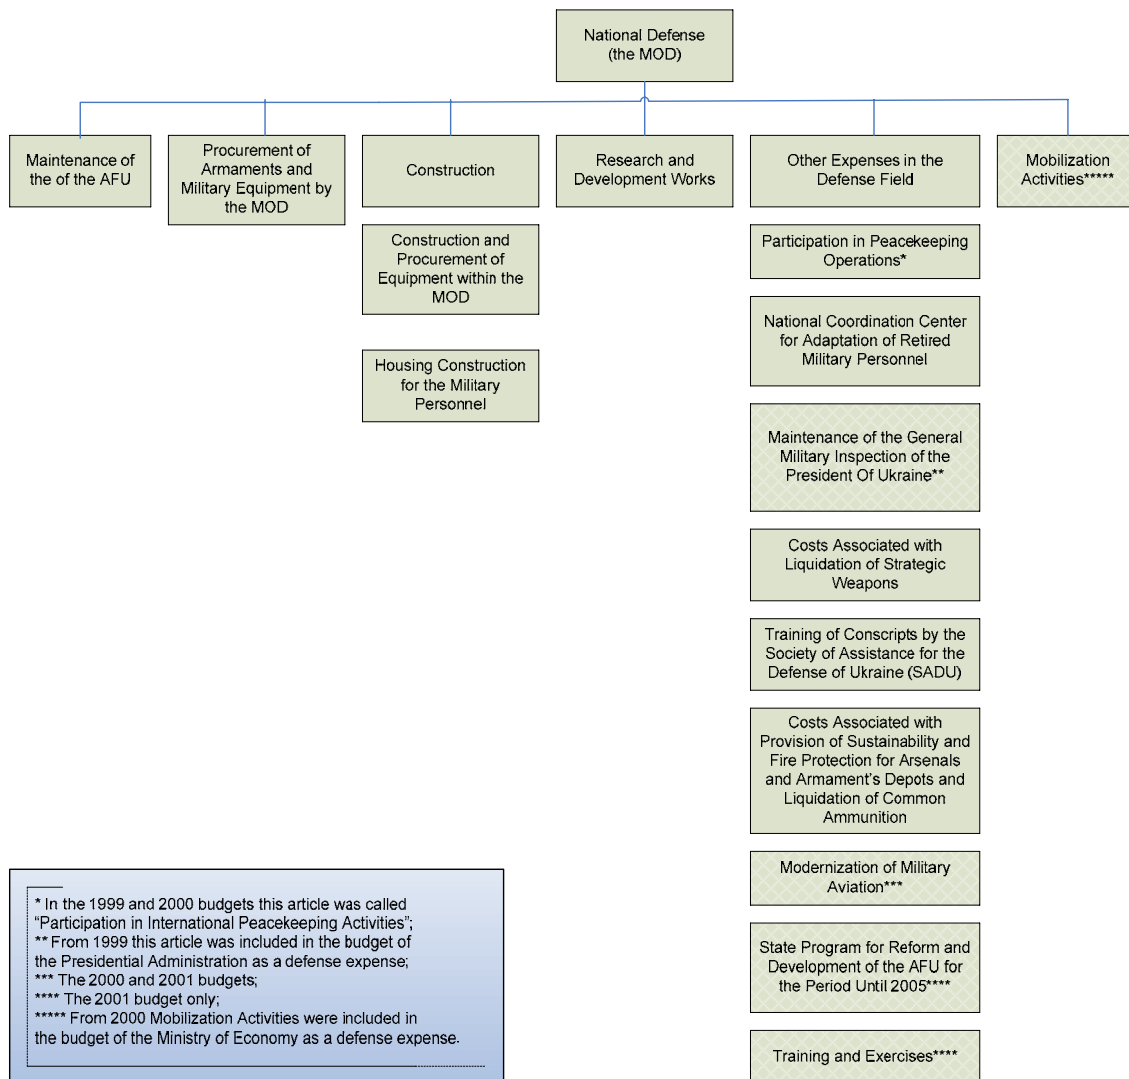 National Defense
(the MOD)
Maintenance of
the of the AFU
Procurement of
Armaments and
Military Equipment by
the MOD
Construction
Research and
Development Works
Other Expenses in the
Defense Field
Mobilization
Activities*****
Construction and
Procurement of
Equipment within the
MOD
Housing Construction
for the Military
Personnel
Participation in Peacekeeping
Operations*
National Coordination Center
for Adaptation of Retired
Military Personnel
Maintenance of the General
Military Inspection of the
President Of Ukraine**
Costs Associated with
Liquidation of Strategic
Weapons
Training of Conscripts by the
Society of Assistance for the
Defense of Ukraine (SADU)
Costs Associated with
Provision of Sustainability and
Fire Protection for Arsenals
and Armament's Depots and
Liquidation of Common
Ammunition
Modernization of Military
Aviation***
State Program for Reform and
Development of the AFU for
the Period Until 2005****
Training and Exercises****
* In the 1999 and 2000 budgets this article was called
“Participation in International Peacekeeping Activities”;
** From 1999 this article was included in the budget of
the Presidential Administration as a defense expense;
*** The 2000 and 2001 budgets;
**** The 2001 budget only;
***** From 2000 Mobilization Activities were included in
the budget of the Ministry of Economy as a defense expense.